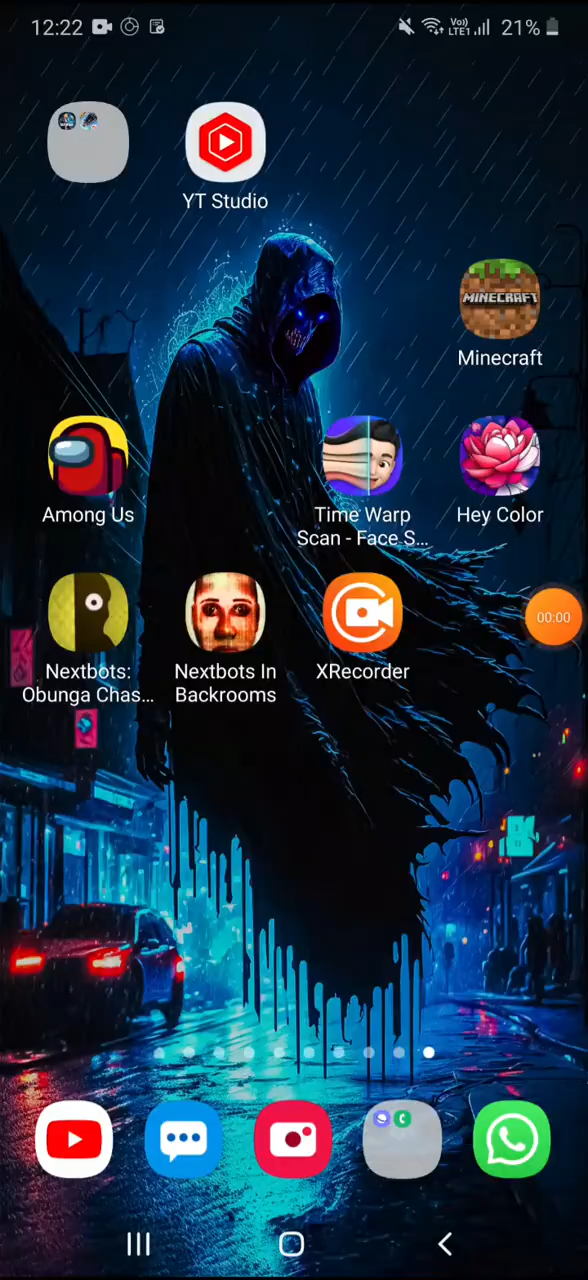 12:22
Vo))
LTE1
21%
YT Studio
MINECRAFT
Minecraft
Among Us
Time Warp
Scan - Face S...
Hey Color
00:00
Nextbots:
Obunga Chas...
Nextbots In
Backrooms
XRecorder